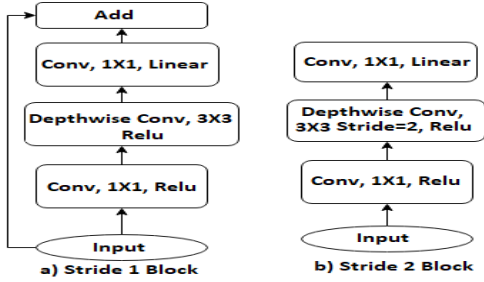 Add
Conv, 1X1, Linear
Depthwise Conv, 3X3
Relu
Conv, 1X1, Relu
Input
a) Stride 1 Block
Conv, 1X1, Linear
Depthwise Conv,
3X3 Stride=2, Relu
Conv, 1X1, Relu
Input
b) Stride 2 Block